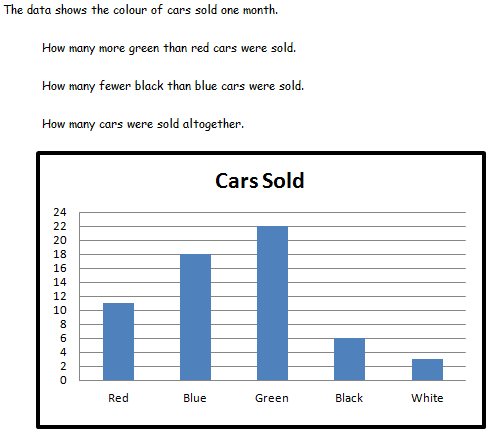 The data shows the colour of cars sold one month.
How many more green than red cars were sold.
How many fewer black than blue cars were sold.
How many cars were sold altogether.
Cars Sold
24
22
20
18
16
14
12
10
8
6
4
2
0
Red Blue Green Black White